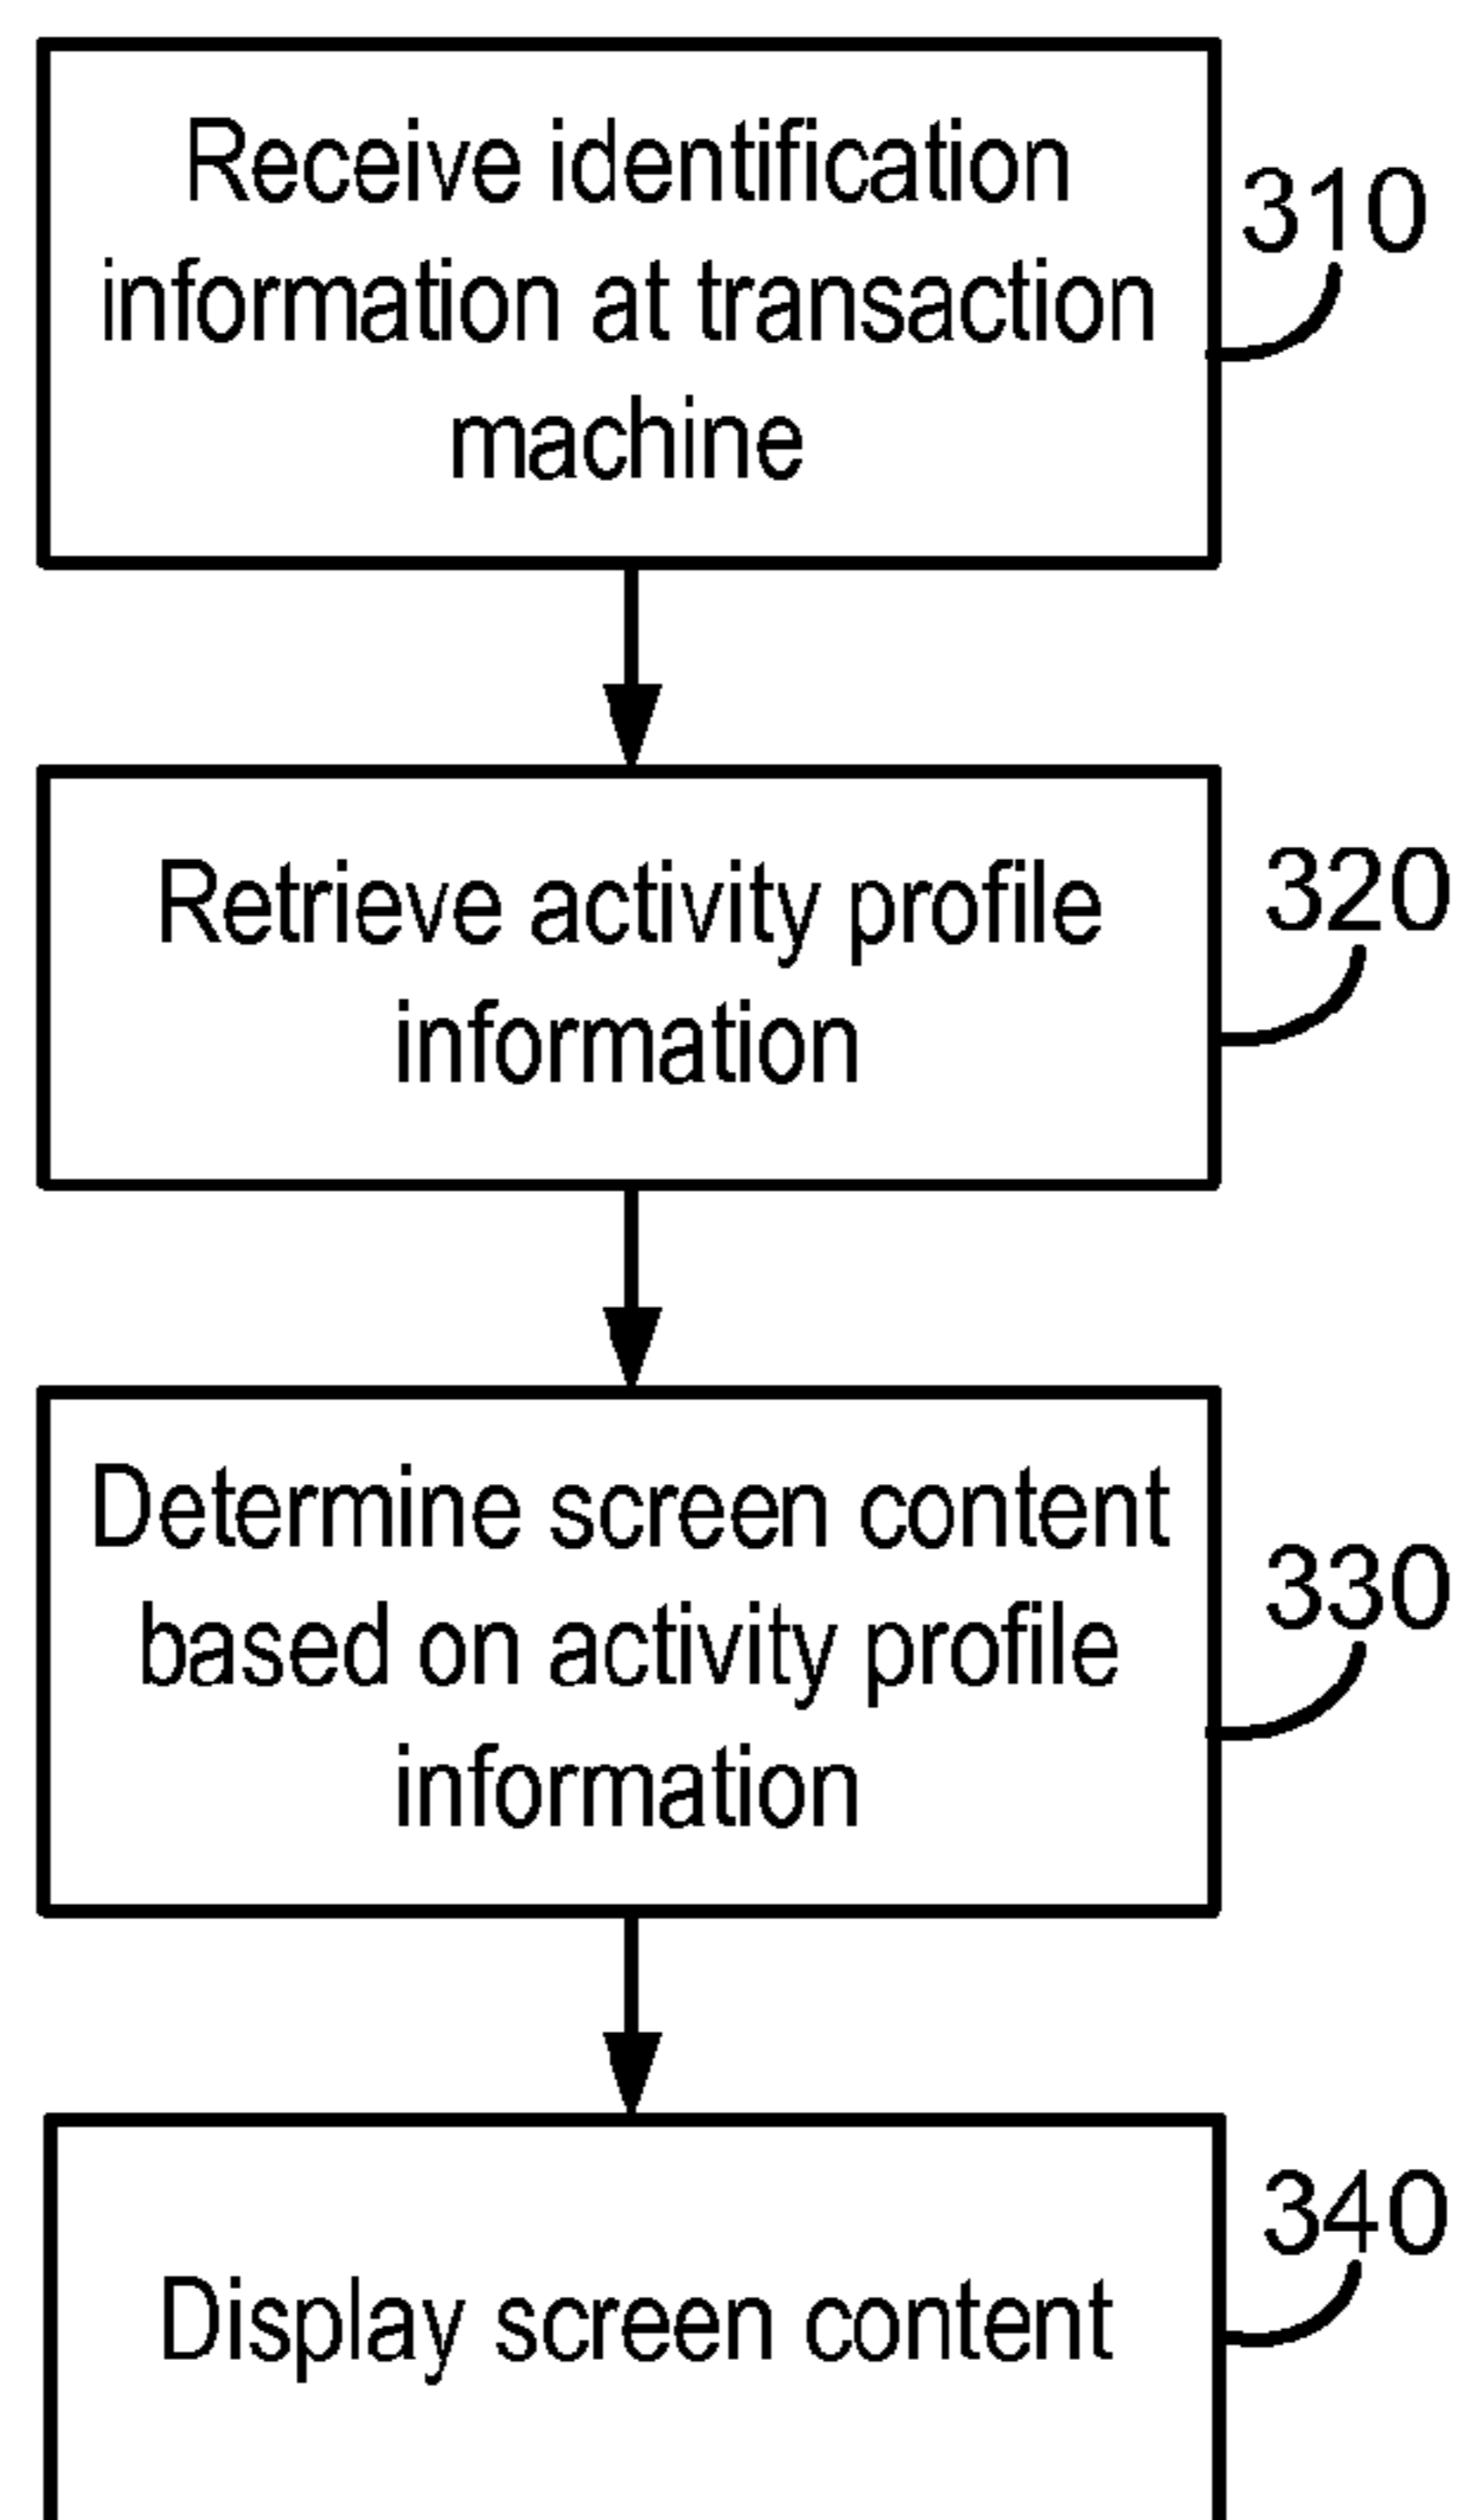 Receive identification
information at transaction
machine
310
Retrieve activity profile
information
320
Determine screen content
based on activity profile
information
330
Display screen content
340